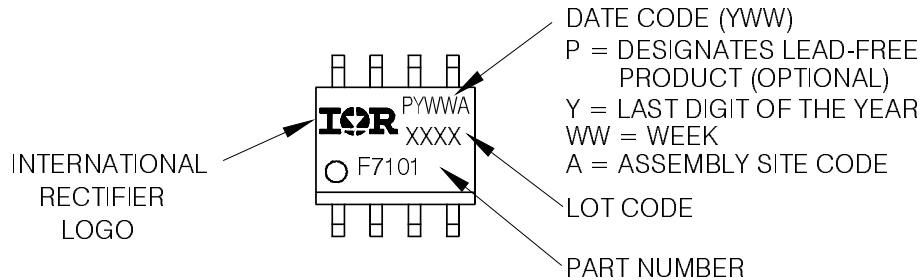 DATE CODE (YWW)
P = DESIGNATES LEAD-FREE
PRODUCT (OPTIONAL)
Y = LAST DIGIT OF THE YEAR
WW = WEEK
A = ASSEMBLY SITE CODE
LOT CODE
PART NUMBER
INTERNATIONAL
RECTIFIER
LOGO
IOR
PYWWA
XXXX
F7101